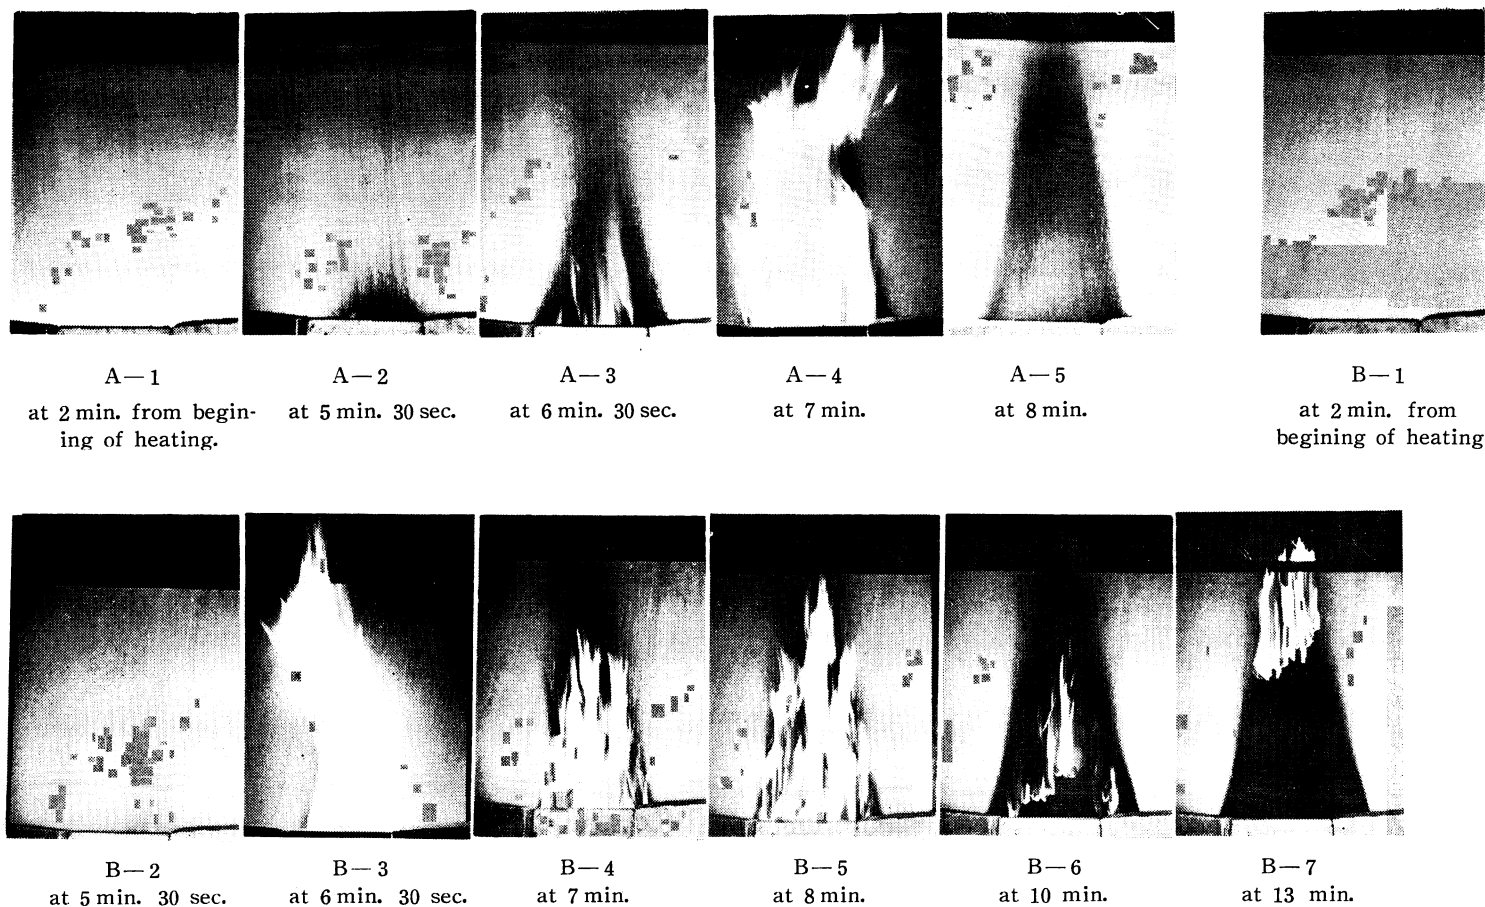 A—1
at 2 min. from begin-
ing of heating.
A—2
at 5 min. 30 sec.
A—3
at 6 min. 30 sec.
A—4
at 7 min.
A—5
at 8 min.
B—1
at 2 min. from
begining of heating
B—2
at 5 min. 30 sec.
B—3
at 6 min. 30 sec.
B—4
at 7 min.
B—5
at 8 min.
B—6
at 10 min.
B—7
at 13 min.